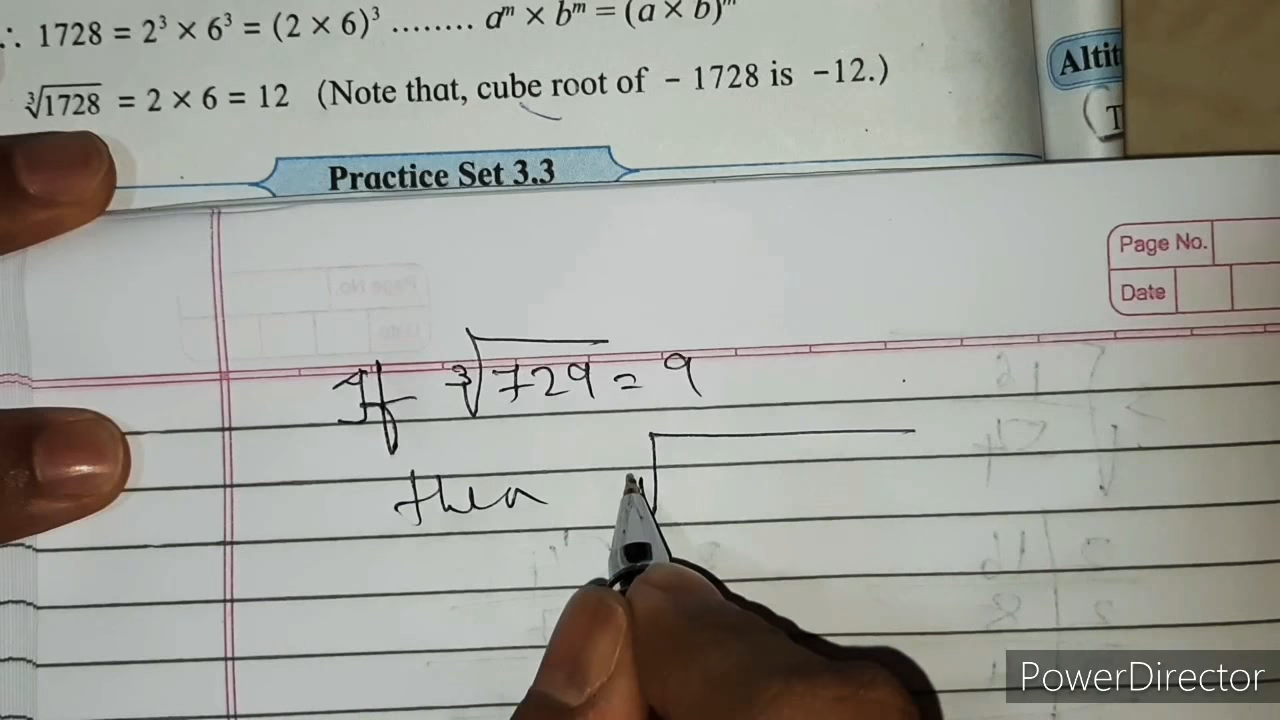 ∴ 1728 = 2³ × 6³ = (2 × 6)³ ........ aᵐ × bᵐ = (a × b)ᵐ
∛1728 = 2 × 6 = 12 (Note that, cube root of − 1728 is −12.)
Altit
T
Practice Set 3.3
Page No.
Date
If ∛729 = 9
then √
PowerDirector